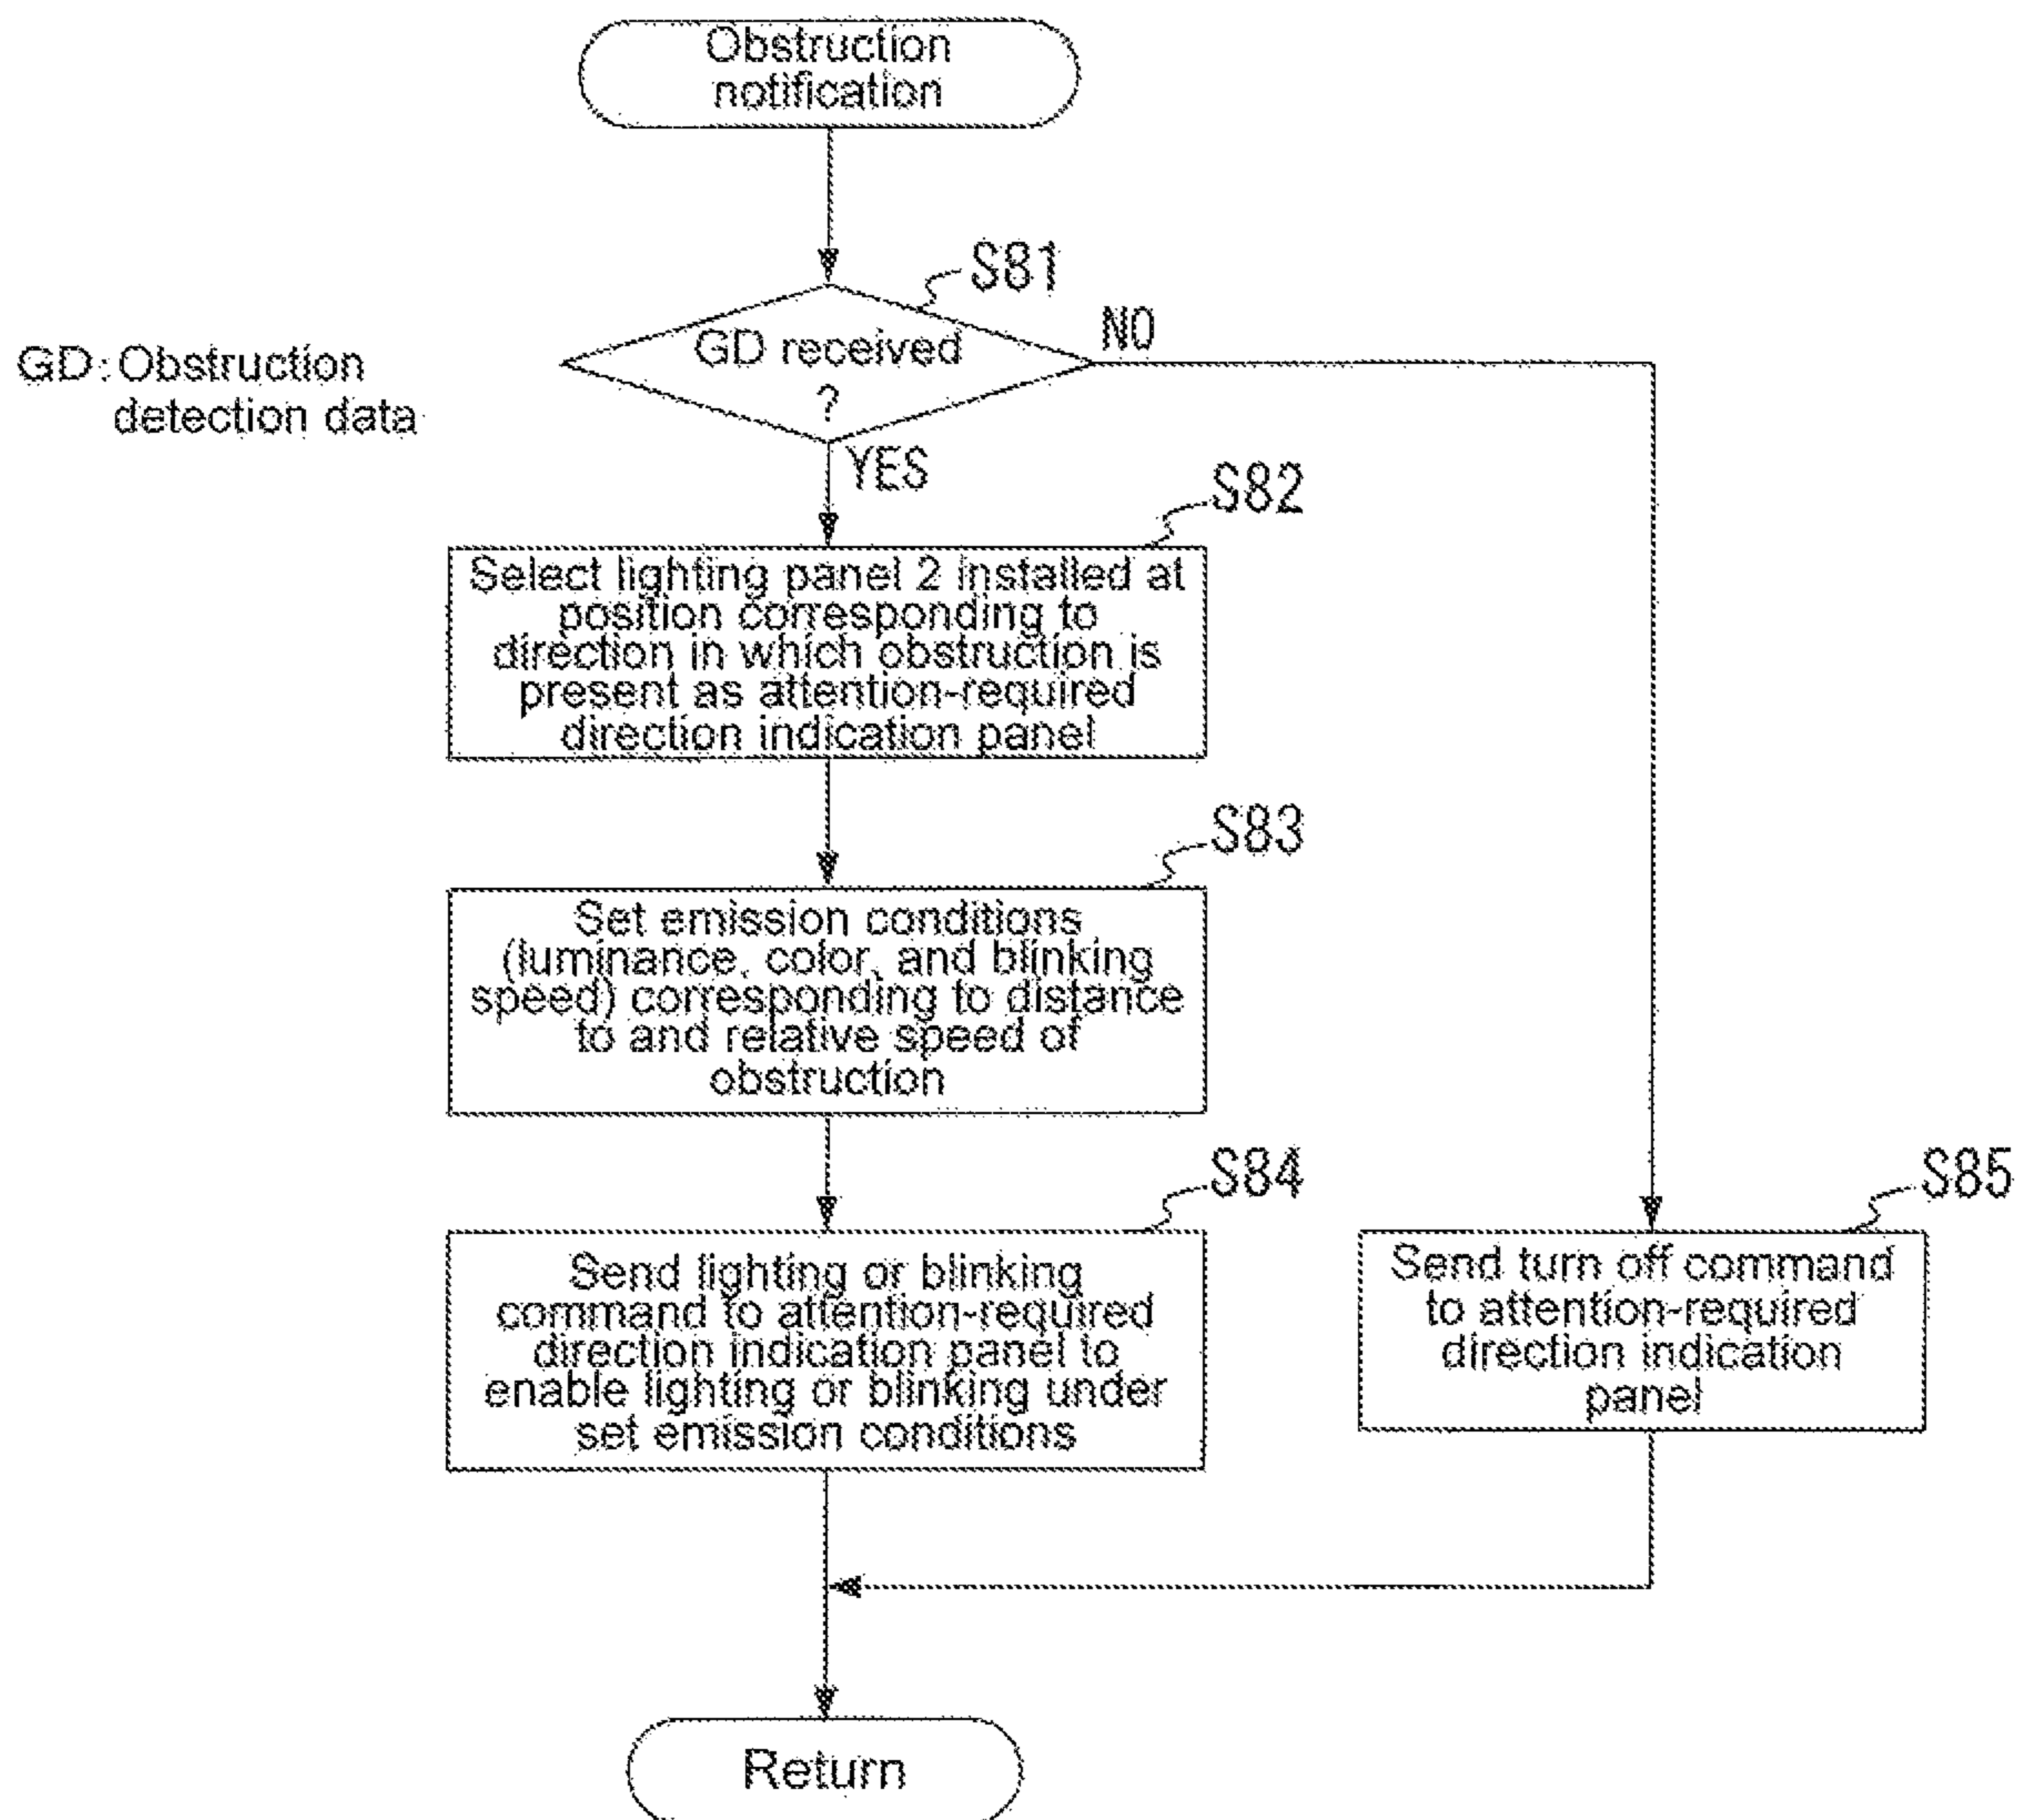 Obstruction
notification
S81
GD received
?
NO
GD: Obstruction
detection data
YES
S82
Select lighting panel 2 installed at
position corresponding to
direction in which obstruction is
present as attention-required
direction indication panel
S83
Set emission conditions
(luminance, color, and blinking
speed) corresponding to distance
to and relative speed of
obstruction
S84
Send lighting or blinking
command to attention-required
direction indication panel to
enable lighting or blinking under
set emission conditions
S85
Send turn off command
to attention-required
direction indication
panel
Return